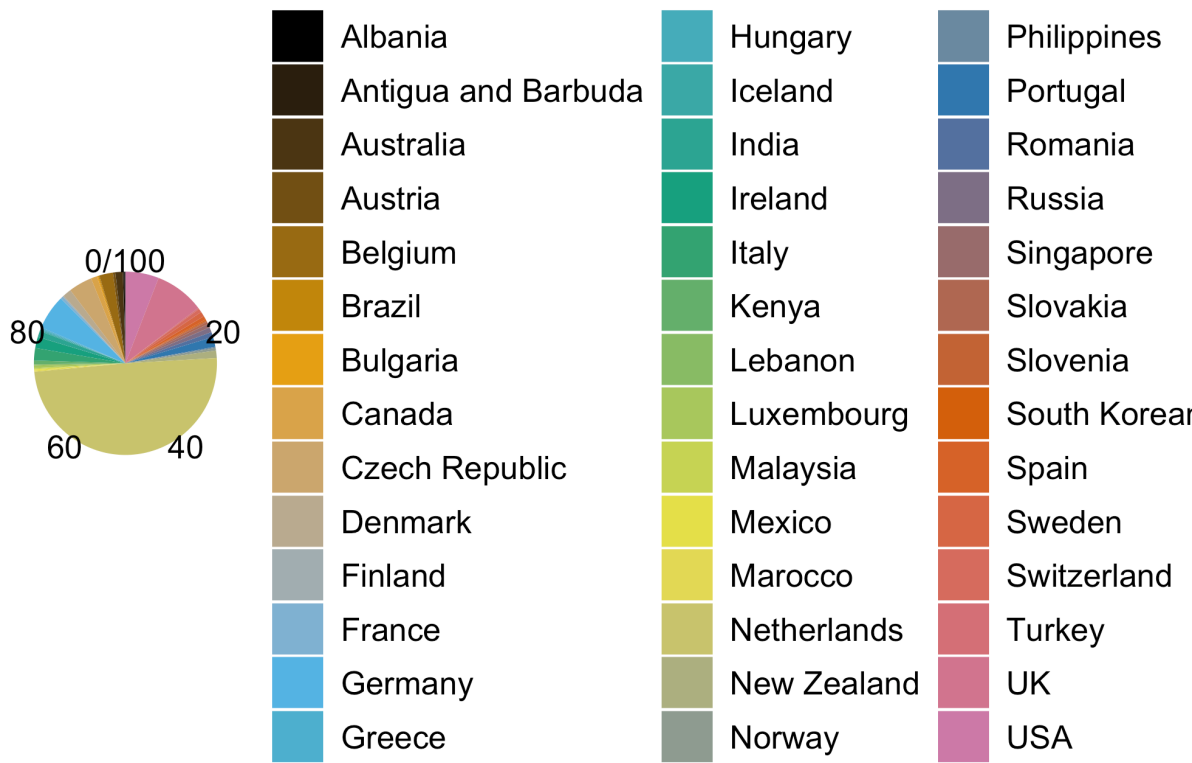 0/100
20
40
60
80
Albania
Antigua and Barbuda
Australia
Austria
Belgium
Brazil
Bulgaria
Canada
Czech Republic
Denmark
Finland
France
Germany
Greece
Hungary
Iceland
India
Ireland
Italy
Kenya
Lebanon
Luxembourg
Malaysia
Mexico
Marocco
Netherlands
New Zealand
Norway
Philippines
Portugal
Romania
Russia
Singapore
Slovakia
Slovenia
South Korear
Spain
Sweden
Switzerland
Turkey
UK
USA